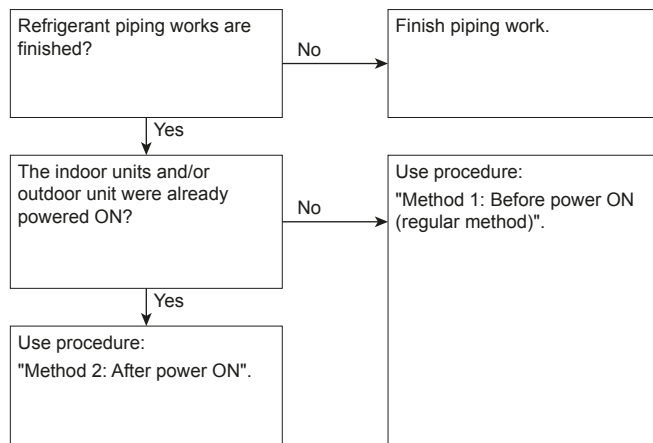 Refrigerant piping works are
finished?
No
Finish piping work.
Yes
The indoor units and/or
outdoor unit were already
powered ON?
No
Use procedure:
"Method 1: Before power ON
(regular method)".
Yes
Use procedure:
"Method 2: After power ON".